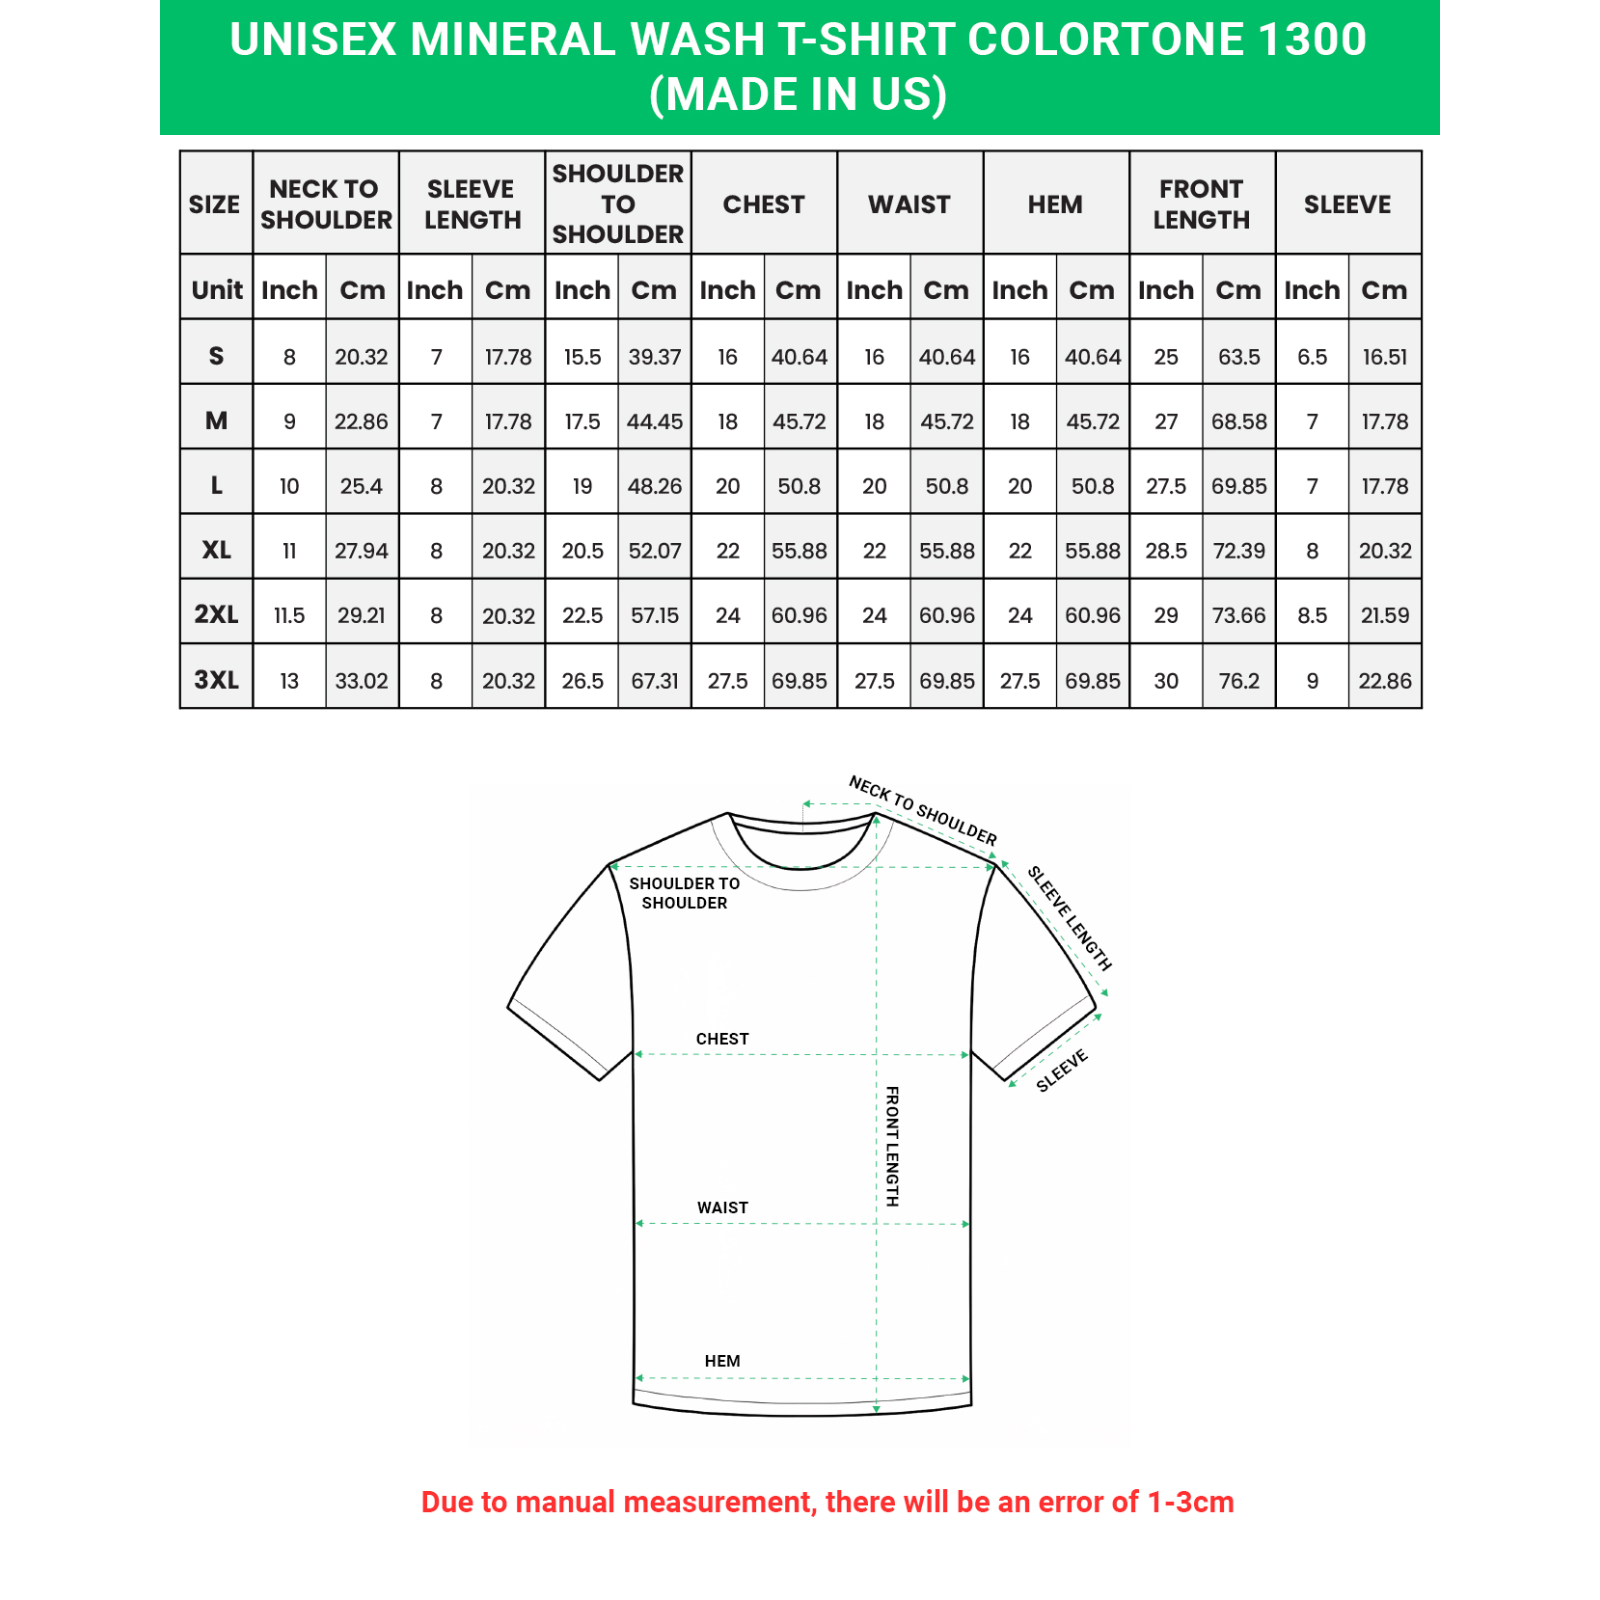 UNISEX MINERAL WASH T-SHIRT COLORTONE 1300
(MADE IN US)
SIZE NECK TO SHOULDER SLEEVE LENGTH SHOULDER TO SHOULDER CHEST WAIST HEM FRONT LENGTH SLEEVE
Unit Inch Cm Inch Cm Inch Cm Inch Cm Inch Cm Inch Cm Inch Cm Inch Cm
S 8 20.32 7 17.78 15.5 39.37 16 40.64 16 40.64 16 40.64 25 63.5 6.5 16.51
M 9 22.86 7 17.78 17.5 44.45 18 45.72 18 45.72 18 45.72 27 68.58 7 17.78
L 10 25.4 8 20.32 19 48.26 20 50.8 20 50.8 20 50.8 27.5 69.85 7 17.78
XL 11 27.94 8 20.32 20.5 52.07 22 55.88 22 55.88 22 55.88 28.5 72.39 8 20.32
2XL 11.5 29.21 8 20.32 22.5 57.15 24 60.96 24 60.96 24 60.96 29 73.66 8.5 21.59
3XL 13 33.02 8 20.32 26.5 67.31 27.5 69.85 27.5 69.85 27.5 69.85 30 76.2 9 22.86
NECK TO SHOULDER
SHOULDER TO
SHOULDER
SLEEVE LENGTH
CHEST
SLEEVE
FRONT LENGTH
WAIST
HEM
Due to manual measurement, there will be an error of 1-3cm